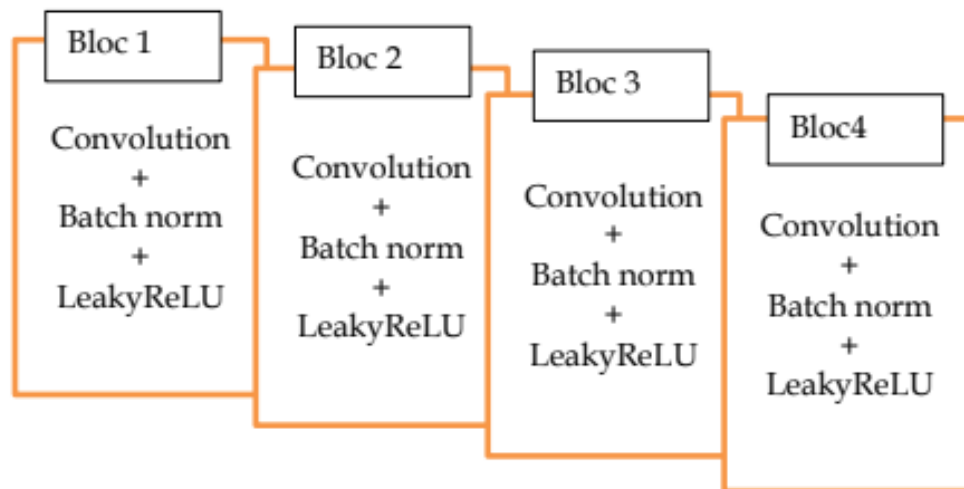 Bloc 1
Convolution
+
Batch norm
+
LeakyReLU
Bloc 2
Convolution
+
Batch norm
+
LeakyReLU
Bloc 3
Convolution
+
Batch norm
+
LeakyReLU
Bloc4
Convolution
+
Batch norm
+
LeakyReLU